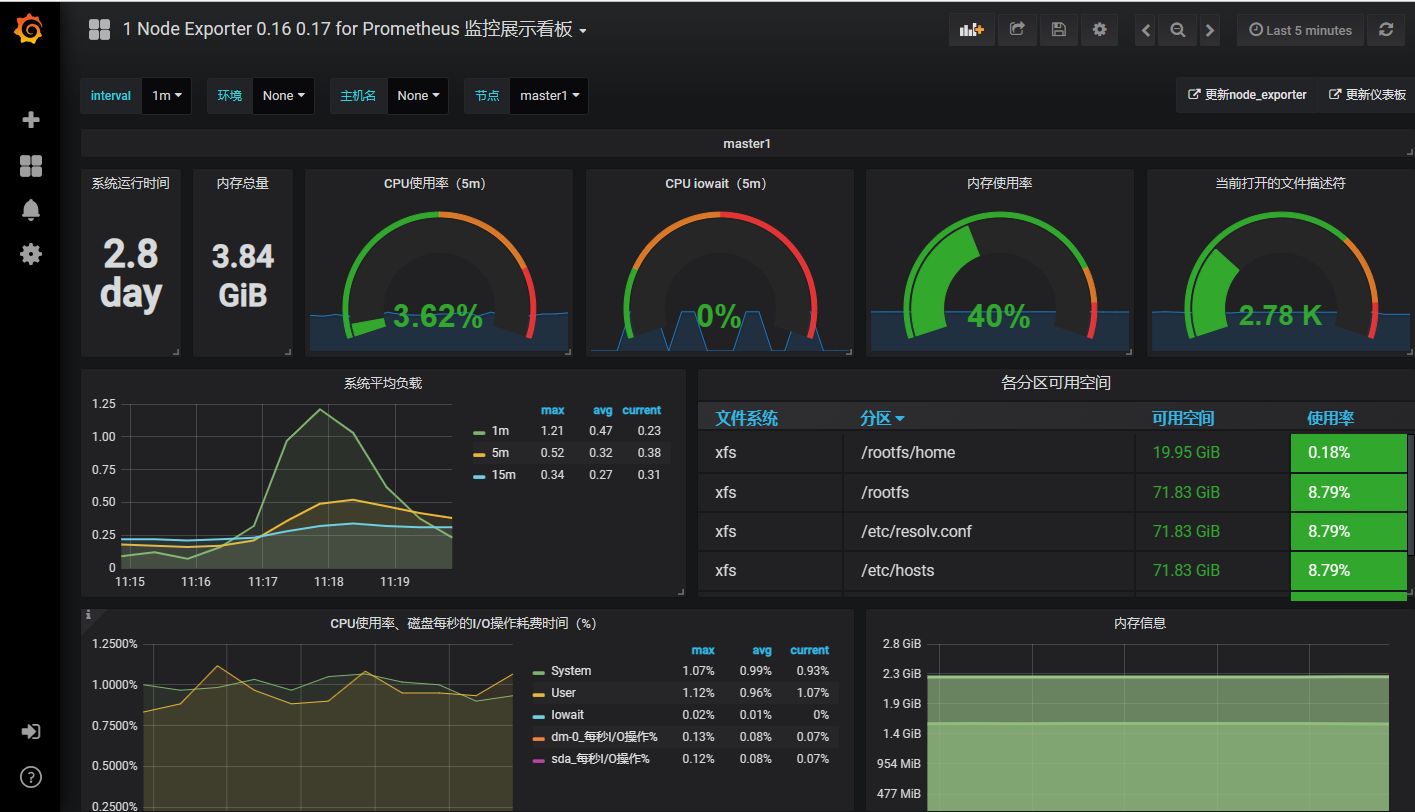 1 Node Exporter 0.16 0.17 for Prometheus 监控展示看板
Last 5 minutes
interval 1m 环境 None 主机名 None 节点 master1 更新node_exporter 更新仪表板
master1
系统运行时间 内存总量 CPU使用率（5m） CPU iowait（5m） 内存使用率 当前打开的文件描述符
2.8
day
3.84
GiB
3.62%
0%
40%
2.78 K
系统平均负载
1.25
1.00
0.75
0.50
0.25
0
11:15 11:16 11:17 11:18 11:19
max avg current
1m 1.21 0.47 0.23
5m 0.52 0.32 0.38
15m 0.34 0.27 0.31
各分区可用空间
文件系统 分区 可用空间 使用率
xfs /rootfs/home 19.95 GiB 0.18%
xfs /rootfs 71.83 GiB 8.79%
xfs /etc/resolv.conf 71.83 GiB 8.79%
xfs /etc/hosts 71.83 GiB 8.79%
i
CPU使用率、磁盘每秒的I/O操作耗费时间（%）
1.2500%
1.0000%
0.7500%
0.5000%
0.2500%
max avg current
System 1.07% 0.99% 0.93%
User 1.12% 0.96% 1.07%
Iowait 0.02% 0.01% 0%
dm-0_每秒I/O操作% 0.13% 0.08% 0.07%
sda_每秒I/O操作% 0.12% 0.08% 0.07%
内存信息
2.8 GiB
2.3 GiB
1.9 GiB
1.4 GiB
954 MiB
477 MiB
?